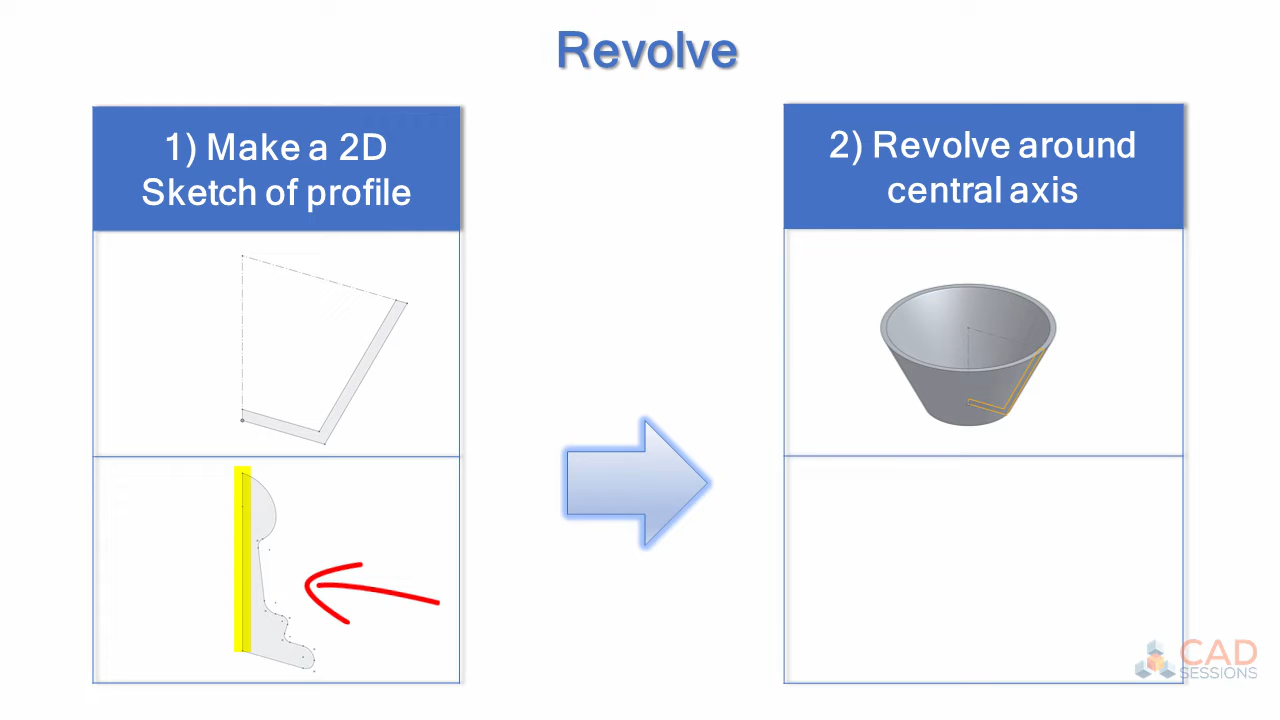 Revolve
1) Make a 2D
Sketch of profile
2) Revolve around
central axis
CAD
SESSIONS